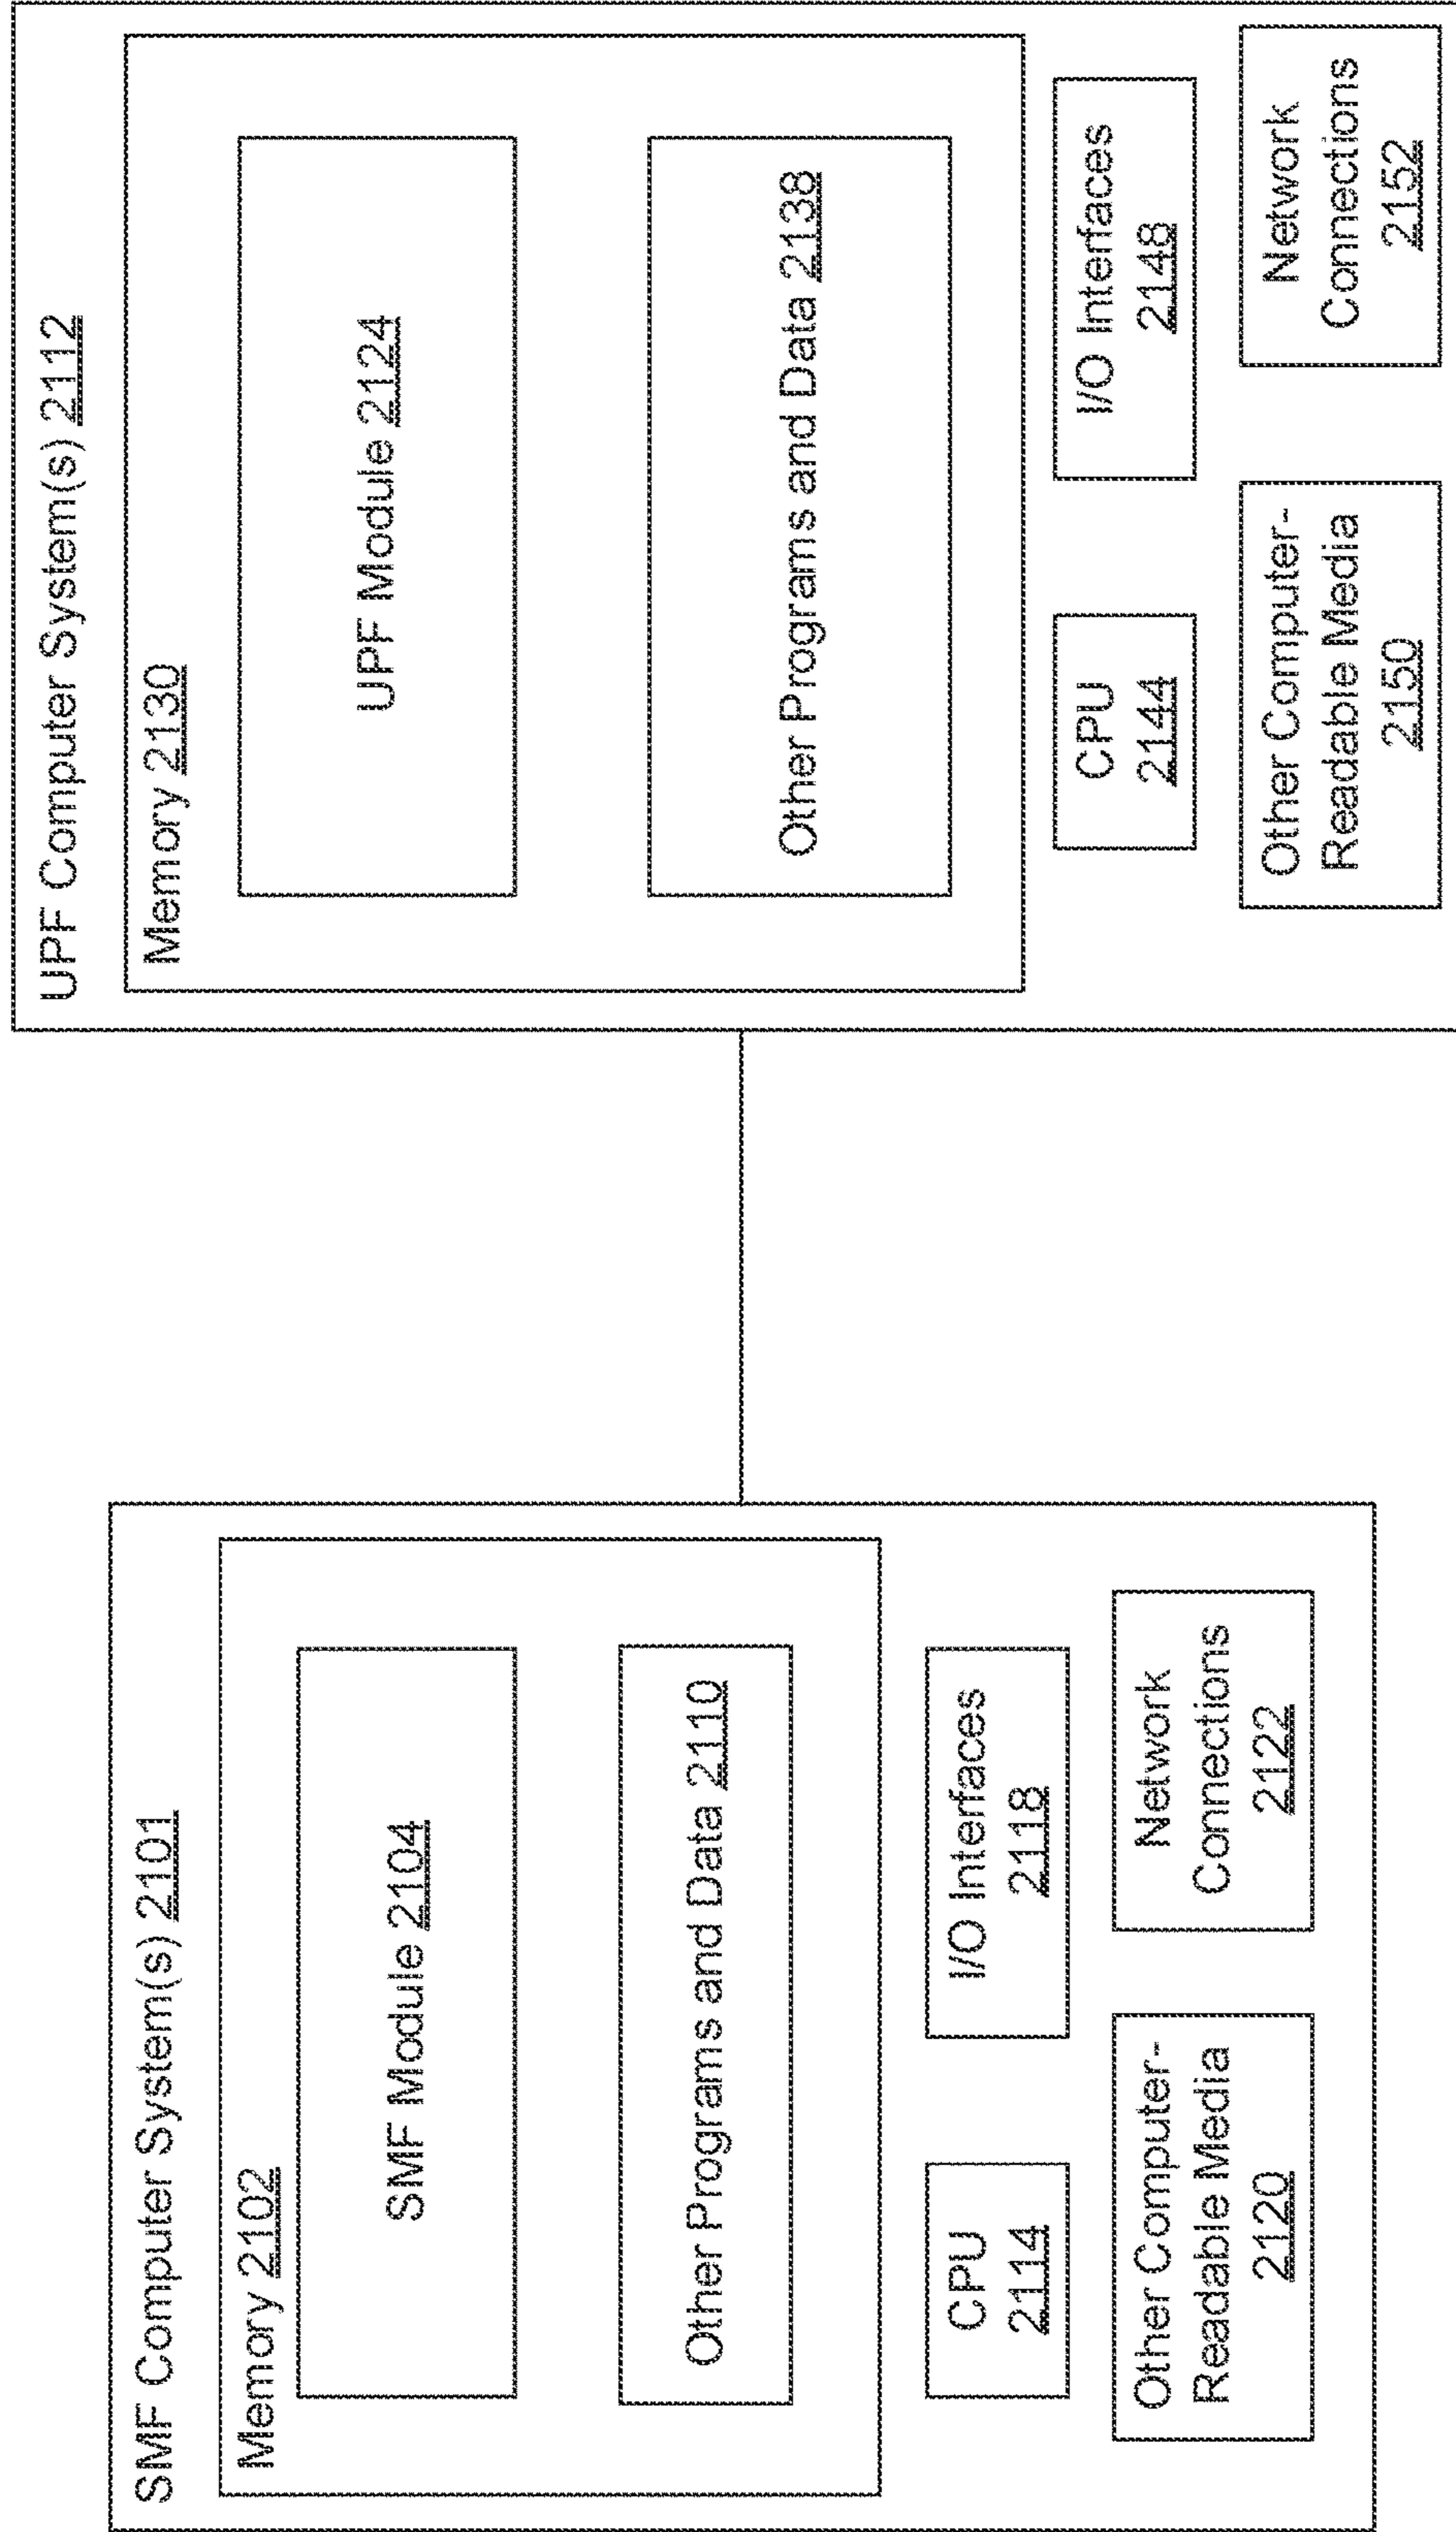 SMF Computer System(s) 2101
Memory 2102
SMF Module 2104
Other Programs and Data 2110
CPU
2114
I/O Interfaces
2118
Other Computer-
Readable Media
2120
Network
Connections
2122
UPF Computer System(s) 2112
Memory 2130
UPF Module 2124
Other Programs and Data 2138
CPU
2144
I/O Interfaces
2148
Other Computer-
Readable Media
2150
Network
Connections
2152